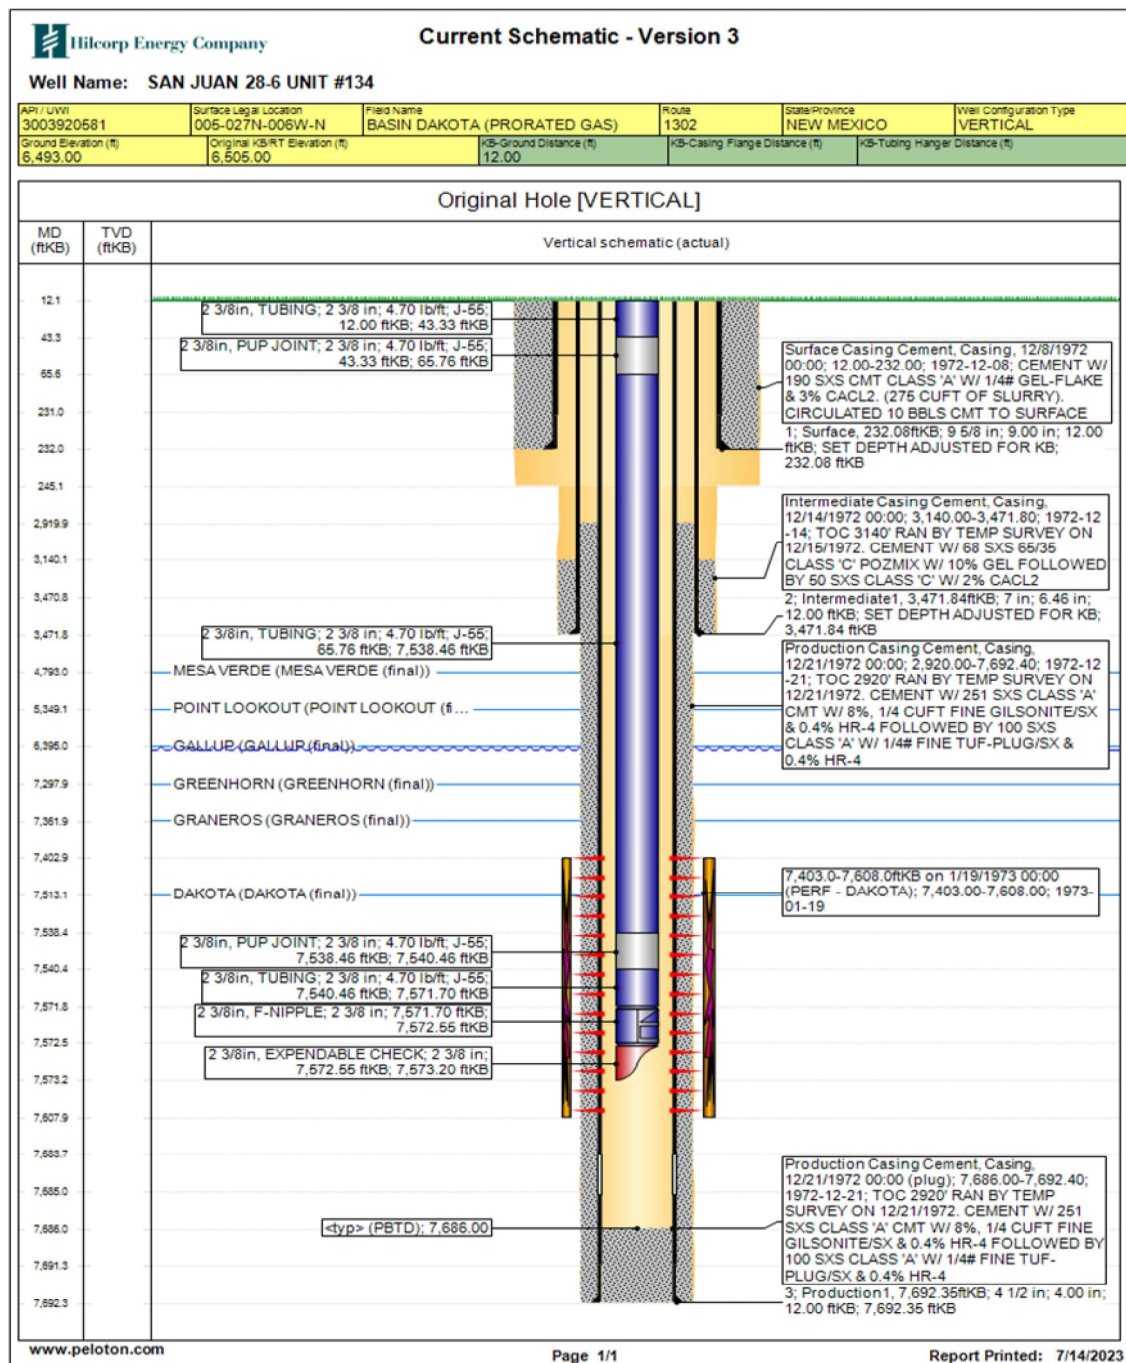 Hilcorp Energy Company
Current Schematic - Version 3
Well Name: SAN JUAN 28-6 UNIT #134
API / UWI
3003920581
Surface Legal Location
005-027N-006W-N
Field Name
BASIN DAKOTA (PRORATED GAS)
Route
1302
State/Province
NEW MEXICO
Well Configuration Type
VERTICAL
Ground Elevation (ft)
6,493.00
Original KB/RT Elevation (ft)
6,505.00
KB-Ground Distance (ft)
12.00
KB-Casing Flange Distance (ft)
KB-Tubing Hanger Distance (ft)
Original Hole [VERTICAL]
MD
(ftKB)
TVD
(ftKB)
Vertical schematic (actual)
12.1
43.3
65.6
231.0
232.0
245.1
2,919.9
3,140.1
3,470.8
3,471.8
4,793.0
5,349.1
6,395.0
7,297.9
7,361.9
7,402.9
7,513.1
7,538.4
7,540.4
7,571.8
7,572.5
7,573.2
7,607.9
7,683.7
7,685.0
7,686.0
7,691.3
7,692.3
2 3/8in, TUBING; 2 3/8 in; 4.70 lb/ft; J-55;
12.00 ftKB; 43.33 ftKB
2 3/8in, PUP JOINT; 2 3/8 in; 4.70 lb/ft; J-55;
43.33 ftKB; 65.76 ftKB
2 3/8in, TUBING; 2 3/8 in; 4.70 lb/ft; J-55;
65.76 ftKB; 7,538.46 ftKB
MESA VERDE (MESA VERDE (final))
POINT LOOKOUT (POINT LOOKOUT (fi...
GALLUP (GALLUP (final))
GREENHORN (GREENHORN (final))
GRANEROS (GRANEROS (final))
DAKOTA (DAKOTA (final))
2 3/8in, PUP JOINT; 2 3/8 in; 4.70 lb/ft; J-55;
7,538.46 ftKB; 7,540.46 ftKB
2 3/8in, TUBING; 2 3/8 in; 4.70 lb/ft; J-55;
7,540.46 ftKB; 7,571.70 ftKB
2 3/8in, F-NIPPLE; 2 3/8 in; 7,571.70 ftKB;
7,572.55 ftKB
2 3/8in, EXPENDABLE CHECK; 2 3/8 in;
7,572.55 ftKB; 7,573.20 ftKB
<typ> (PBTD); 7,686.00
Surface Casing Cement, Casing, 12/8/1972
00:00; 12.00-232.00; 1972-12-08; CEMENT W/
190 SXS CMT CLASS 'A' W/ 1/4# GEL-FLAKE
& 3% CACL2. (275 CUFT OF SLURRY).
CIRCULATED 10 BBLS CMT TO SURFACE
1; Surface, 232.08ftKB; 9 5/8 in; 9.00 in; 12.00
ftKB; SET DEPTH ADJUSTED FOR KB;
232.08 ftKB
Intermediate Casing Cement, Casing,
12/14/1972 00:00; 3,140.00-3,471.80; 1972-12
-14; TOC 3140' RAN BY TEMP SURVEY ON
12/15/1972. CEMENT W/ 68 SXS 65/35
CLASS 'C' POZMIX W/ 10% GEL FOLLOWED
BY 50 SXS CLASS 'C' W/ 2% CACL2
2; Intermediate1, 3,471.84ftKB; 7 in; 6.46 in;
12.00 ftKB; SET DEPTH ADJUSTED FOR KB;
3,471.84 ftKB
Production Casing Cement, Casing,
12/21/1972 00:00; 2,920.00-7,692.40; 1972-12
-21; TOC 2920' RAN BY TEMP SURVEY ON
12/21/1972. CEMENT W/ 251 SXS CLASS 'A'
CMT W/ 8%, 1/4 CUFT FINE GILSONITE/SX
& 0.4% HR-4 FOLLOWED BY 100 SXS
CLASS 'A' W/ 1/4# FINE TUF-PLUG/SX &
0.4% HR-4
7,403.0-7,608.0ftKB on 1/19/1973 00:00
(PERF - DAKOTA); 7,403.00-7,608.00; 1973-
01-19
Production Casing Cement, Casing,
12/21/1972 00:00 (plug); 7,686.00-7,692.40;
1972-12-21; TOC 2920' RAN BY TEMP
SURVEY ON 12/21/1972. CEMENT W/ 251
SXS CLASS 'A' CMT W/ 8%, 1/4 CUFT FINE
GILSONITE/SX & 0.4% HR-4 FOLLOWED BY
100 SXS CLASS 'A' W/ 1/4# FINE TUF-
PLUG/SX & 0.4% HR-4
3; Production1, 7,692.35ftKB; 4 1/2 in; 4.00 in;
12.00 ftKB; 7,692.35 ftKB
www.peloton.com
Page 1/1
Report Printed: 7/14/2023